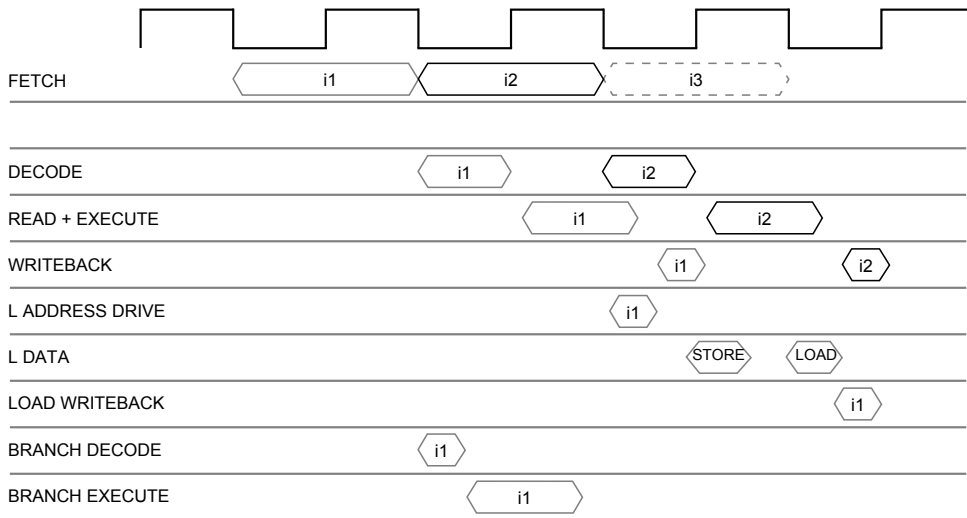 FETCH i1 i2 i3
DECODE i1 i2
READ + EXECUTE i1 i2
WRITEBACK i1 i2
L ADDRESS DRIVE i1
L DATA STORE LOAD
LOAD WRITEBACK i1
BRANCH DECODE i1
BRANCH EXECUTE i1